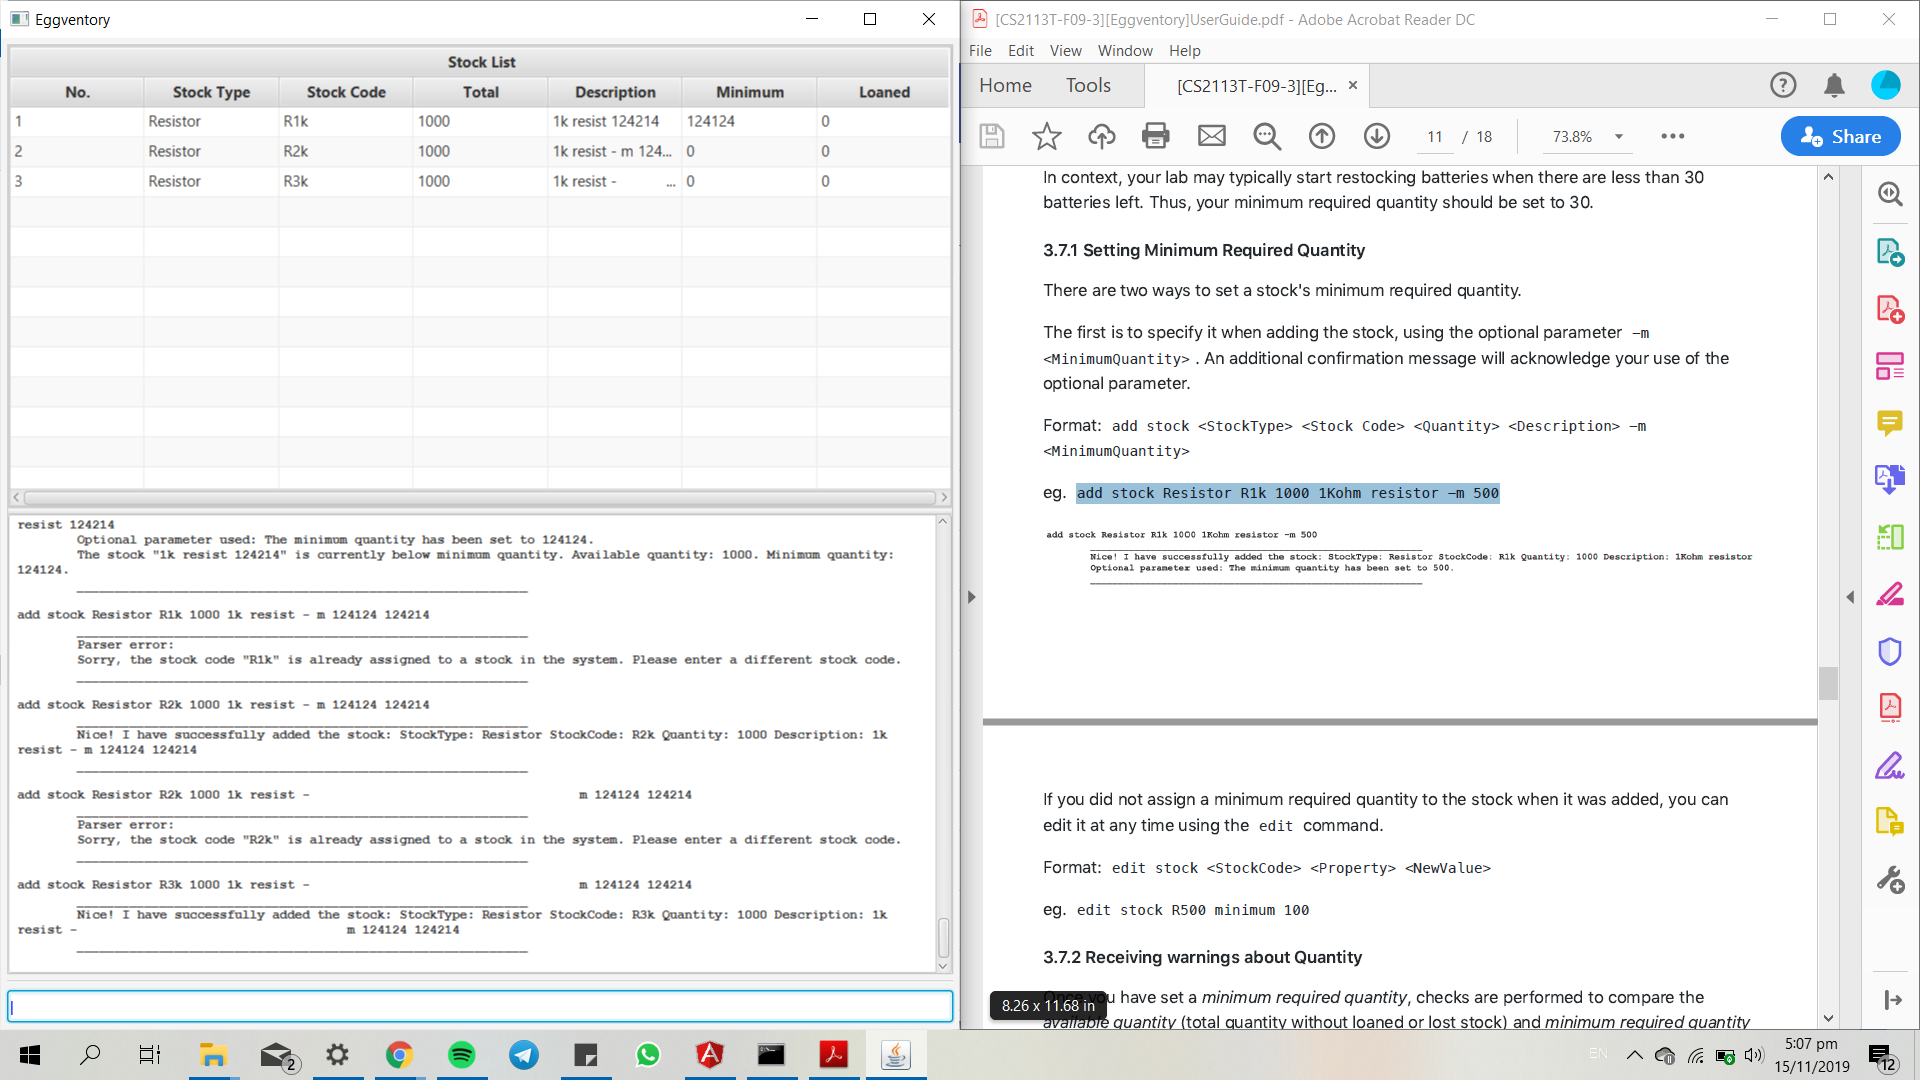 Eggventory
Stock List
No. Stock Type Stock Code Total Description Minimum Loaned
1 Resistor R1k 1000 1k resist 124214 124124 0
2 Resistor R2k 1000 1k resist - m 124... 0 0
3 Resistor R3k 1000 1k resist - ... 0 0
resist 124214
Optional parameter used: The minimum quantity has been set to 124124.
The stock "1k resist 124214" is currently below minimum quantity. Available quantity: 1000. Minimum quantity:
124124.
add stock Resistor R1k 1000 1k resist - m 124124 124214
Parser error:
Sorry, the stock code "R1k" is already assigned to a stock in the system. Please enter a different stock code.
add stock Resistor R2k 1000 1k resist - m 124124 124214
Nice! I have successfully added the stock: StockType: Resistor StockCode: R2k Quantity: 1000 Description: 1k
resist - m 124124 124214
add stock Resistor R2k 1000 1k resist - m 124124 124214
Parser error:
Sorry, the stock code "R2k" is already assigned to a stock in the system. Please enter a different stock code.
add stock Resistor R3k 1000 1k resist - m 124124 124214
Nice! I have successfully added the stock: StockType: Resistor StockCode: R3k Quantity: 1000 Description: 1k
resist - m 124124 124214
[CS2113T-F09-3][Eggventory]UserGuide.pdf - Adobe Acrobat Reader DC
File Edit View Window Help
Home Tools [CS2113T-F09-3][Eg... ×
11 / 18 73.8% Share
In context, your lab may typically start restocking batteries when there are less than 30
batteries left. Thus, your minimum required quantity should be set to 30.
3.7.1 Setting Minimum Required Quantity
There are two ways to set a stock's minimum required quantity.
The first is to specify it when adding the stock, using the optional parameter –m
<MinimumQuantity> . An additional confirmation message will acknowledge your use of the
optional parameter.
Format: add stock <StockType> <Stock Code> <Quantity> <Description> –m
<MinimumQuantity>
eg. add stock Resistor R1k 1000 1Kohm resistor –m 500
add stock Resistor R1k 1000 1Kohm resistor -m 500
Nice! I have successfully added the stock: StockType: Resistor StockCode: R1k Quantity: 1000 Description: 1Kohm resistor
Optional parameter used: The minimum quantity has been set to 500.
If you did not assign a minimum required quantity to the stock when it was added, you can
edit it at any time using the edit command.
Format: edit stock <StockCode> <Property> <NewValue>
eg. edit stock R500 minimum 100
3.7.2 Receiving warnings about Quantity
you have set a minimum required quantity, checks are performed to compare the
8.26 x 11.68 in
available quantity (total quantity without loaned or lost stock) and minimum required quantity
2
EN
5:07 pm
15/11/2019
12